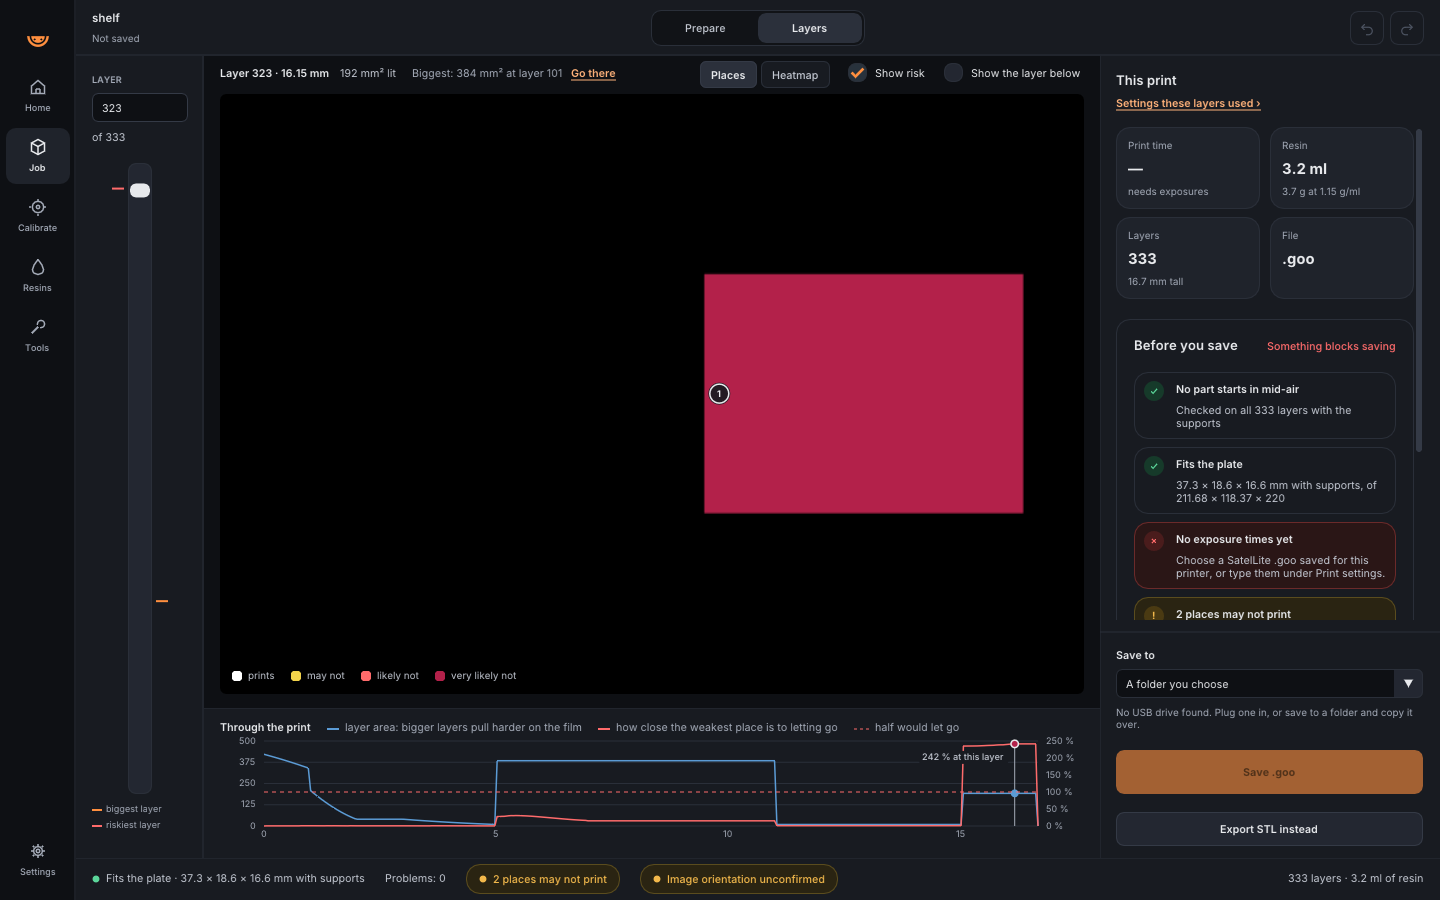 shelf
Not saved
Prepare
Layers
Home
Job
Calibrate
Resins
Tools
Settings
LAYER
323
of 333
biggest layer
riskiest layer
Layer 323 · 16.15 mm 192 mm² lit Biggest: 384 mm² at layer 101 Go there
Places
Heatmap
Show risk
Show the layer below
1
prints
may not
likely not
very likely not
Through the print
layer area: bigger layers pull harder on the film
how close the weakest place is to letting go
half would let go
500
375
250
125
0
0
5
10
15
242 % at this layer
250 %
200 %
150 %
100 %
50 %
0 %
This print
Settings these layers used ›
Print time
—
needs exposures
Resin
3.2 ml
3.7 g at 1.15 g/ml
Layers
333
16.7 mm tall
File
.goo
Before you save
Something blocks saving
No part starts in mid-air
Checked on all 333 layers with the
supports
Fits the plate
37.3 × 18.6 × 16.6 mm with supports, of
211.68 × 118.37 × 220
No exposure times yet
Choose a SatelLite .goo saved for this
printer, or type them under Print settings.
2 places may not print
Save to
A folder you choose
No USB drive found. Plug one in, or save to a folder and copy it
over.
Save .goo
Export STL instead
Fits the plate · 37.3 × 18.6 × 16.6 mm with supports
Problems: 0
2 places may not print
Image orientation unconfirmed
333 layers · 3.2 ml of resin